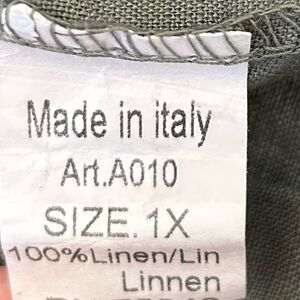 Made in italy
Art.A010
SIZE. 1X
100%Linen/Lin
Linnen